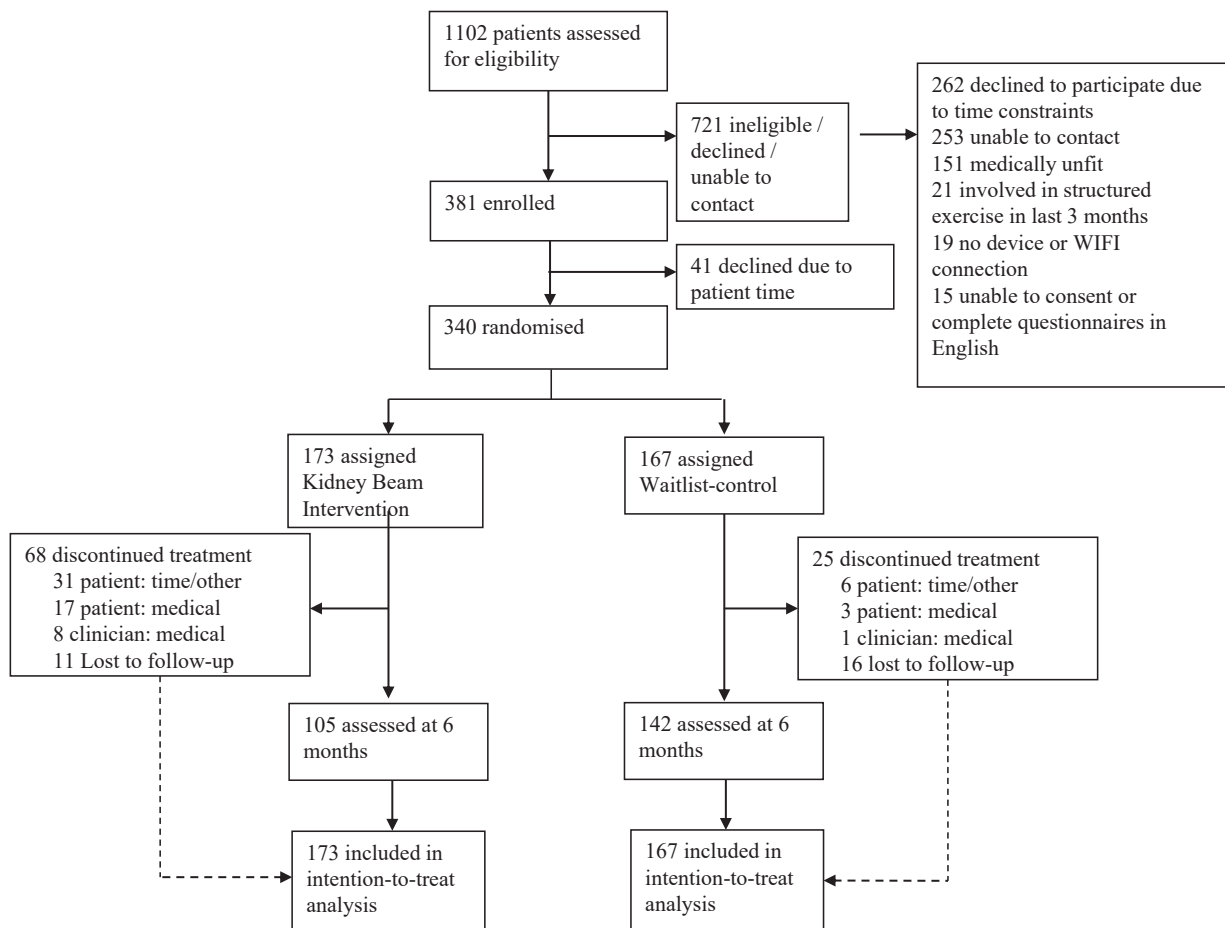 1102 patients assessed
for eligibility
721 ineligible /
declined /
unable to
contact
262 declined to participate due
to time constraints
253 unable to contact
151 medically unfit
21 involved in structured
exercise in last 3 months
19 no device or WIFI
connection
15 unable to consent or
complete questionnaires in
English
381 enrolled
41 declined due to
patient time
340 randomised
173 assigned
Kidney Beam
Intervention
167 assigned
Waitlist-control
68 discontinued treatment
31 patient: time/other
17 patient: medical
8 clinician: medical
11 Lost to follow-up
25 discontinued treatment
6 patient: time/other
3 patient: medical
1 clinician: medical
16 lost to follow-up
105 assessed at 6
months
142 assessed at 6
months
173 included in
intention-to-treat
analysis
167 included in
intention-to-treat
analysis